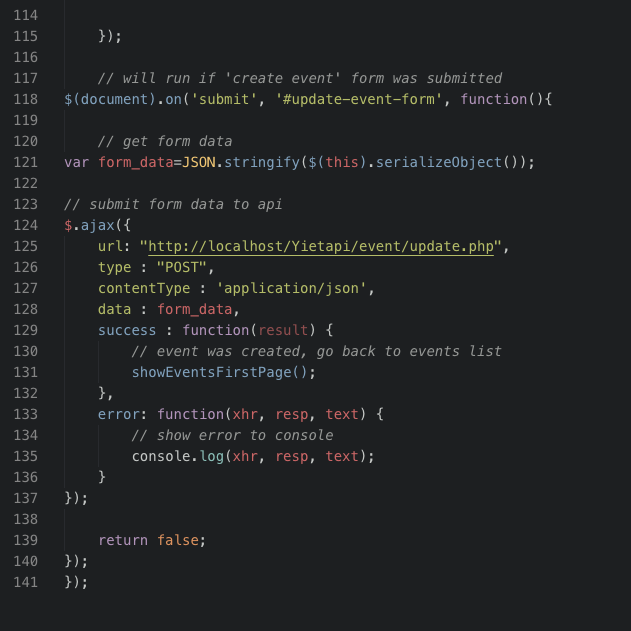 114
115     });
116
117     // will run if 'create event' form was submitted
118 $(document).on('submit', '#update-event-form', function(){
119
120     // get form data
121 var form_data=JSON.stringify($(this).serializeObject());
122
123 // submit form data to api
124 $.ajax({
125     url: "http://localhost/Yietapi/event/update.php",
126     type : "POST",
127     contentType : 'application/json',
128     data : form_data,
129     success : function(result) {
130         // event was created, go back to events list
131         showEventsFirstPage();
132     },
133     error: function(xhr, resp, text) {
134         // show error to console
135         console.log(xhr, resp, text);
136     }
137 });
138
139     return false;
140 });
141 });